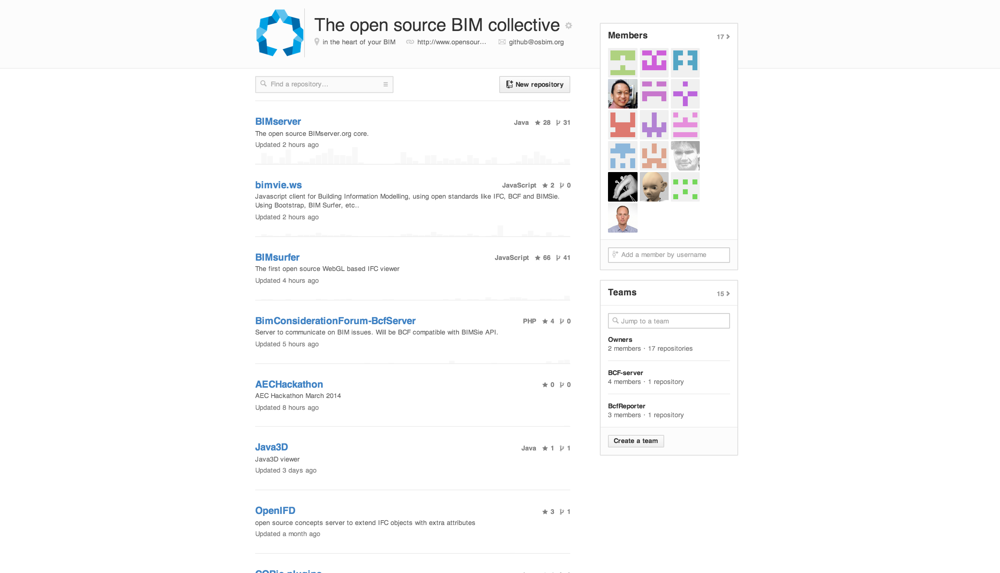 The open source BIM collective
in the heart of your BIM http://www.opensour... github@osbim.org
Find a repository...
New repository
BIMserver
Java 28 31
The open source BIMserver.org core.
Updated 2 hours ago
bimvie.ws
JavaScript 2 0
Javascript client for Building Information Modelling, using open standards like IFC, BCF and BIMSie.
Using Bootstrap, BIM Surfer, etc..
Updated 2 hours ago
BIMsurfer
JavaScript 66 41
The first open source WebGL based IFC viewer
Updated 4 hours ago
BimConsiderationForum-BcfServer
PHP 4 0
Server to communicate on BIM issues. Will be BCF compatible with BIMSie API.
Updated 5 hours ago
AECHackathon
0 0
AEC Hackathon March 2014
Updated 8 hours ago
Java3D
Java 1 1
Java3D viewer
Updated 3 days ago
OpenIFD
3 1
open source concepts server to extend IFC objects with extra attributes
Updated a month ago
Members
17
Add a member by username
Teams
15
Jump to a team
Owners
2 members · 17 repositories
BCF-server
4 members · 1 repository
BcfReporter
3 members · 1 repository
Create a team